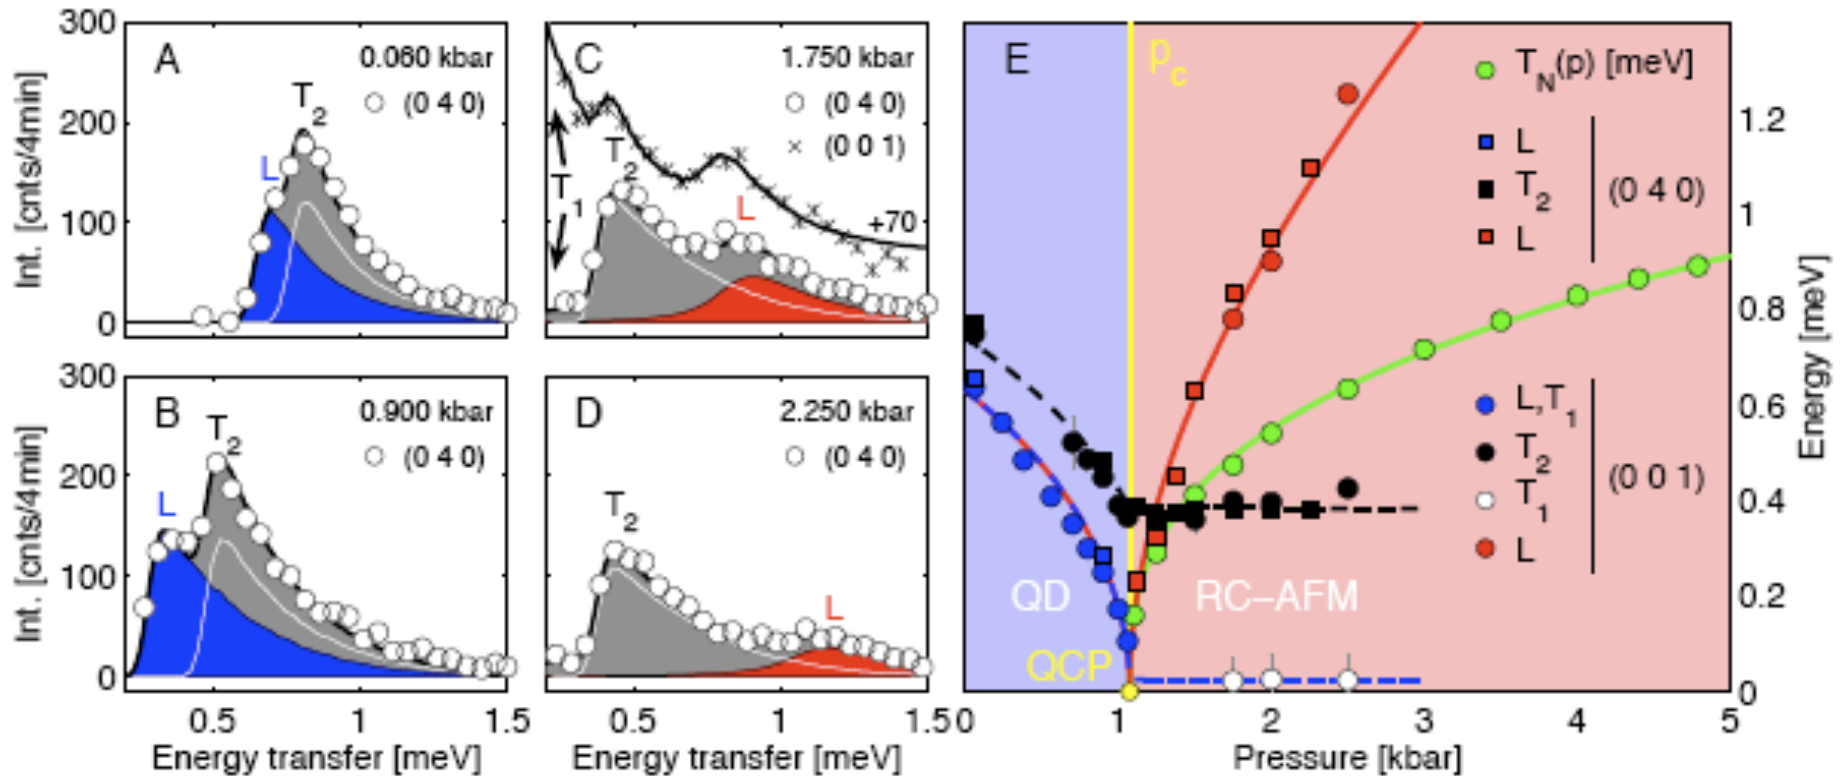 A
0.060 kbar
(0 4 0)
T2
L
300
200
100
0
Int. [cnts/4min]
B
0.900 kbar
(0 4 0)
T2
L
300
200
100
0
Int. [cnts/4min]
0.5
1
1.5
Energy transfer [meV]
C
1.750 kbar
(0 4 0)
(0 0 1)
T2
T1
L
+70
D
2.250 kbar
(0 4 0)
T2
L
0.5
1
1.5
Energy transfer [meV]
E
pc
TN(p) [meV]
L
T2
L
(0 4 0)
L,T1
T2
T1
L
(0 0 1)
QD
RC–AFM
QCP
1.2
1
0.8
0.6
0.4
0.2
0
Energy [meV]
0
1
2
3
4
5
Pressure [kbar]